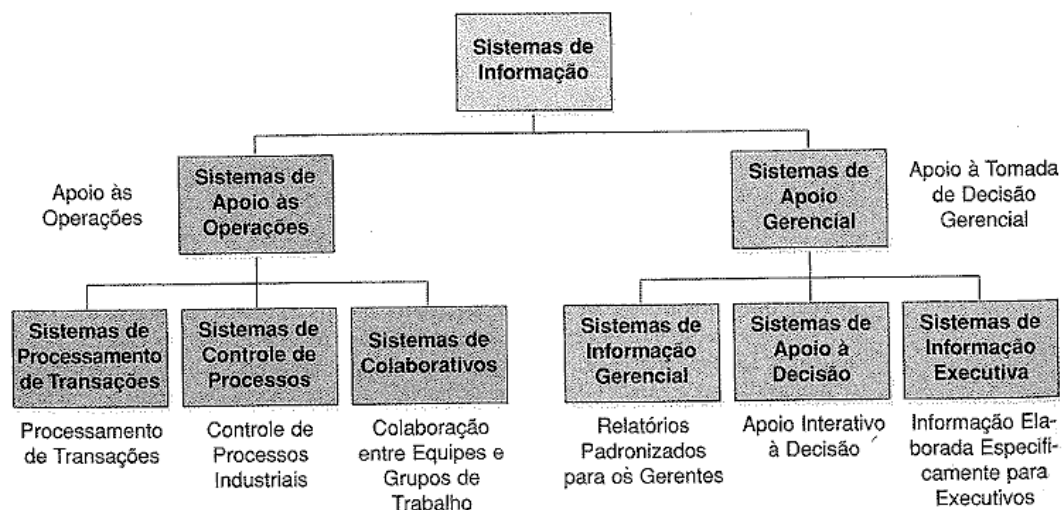 Sistemas de
Informação
Apoio às
Operações
Sistemas de
Apoio às
Operações
Sistemas de
Apoio
Gerencial
Apoio à Tomada
de Decisão
Gerencial
Sistemas de
Processamento
de Transações
Sistemas de
Controle de
Processos
Sistemas de
Colaborativos
Sistemas de
Informação
Gerencial
Sistemas de
Apoio à
Decisão
Sistemas de
Informação
Executiva
Processamento
de Transações
Controle de
Processos
Industriais
Colaboração
entre Equipes e
Grupos de
Trabalho
Relatórios
Padronizados
para os Gerentes
Apoio Interativo
à Decisão
Informação Ela-
borada Especifi-
camente para
Executivos